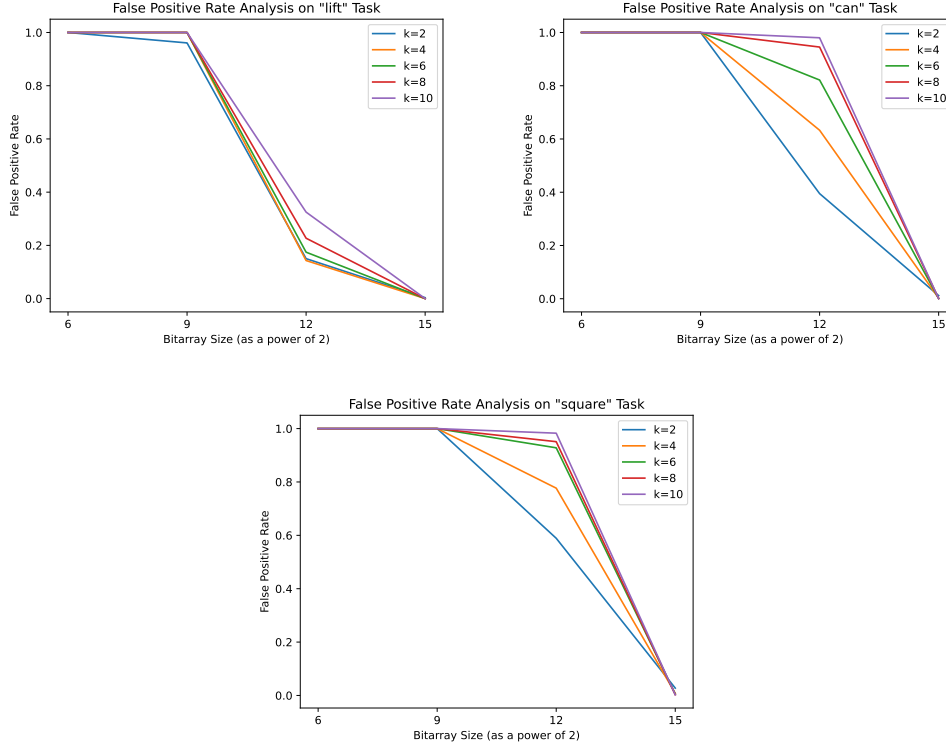 False Positive Rate Analysis on "lift" Task
1.0
0.8
0.6
0.4
0.2
0.0
False Positive Rate
k=2
k=4
k=6
k=8
k=10
6
9
12
15
Bitarray Size (as a power of 2)
False Positive Rate Analysis on "can" Task
1.0
0.8
0.6
0.4
0.2
0.0
False Positive Rate
k=2
k=4
k=6
k=8
k=10
6
9
12
15
Bitarray Size (as a power of 2)
False Positive Rate Analysis on "square" Task
1.0
0.8
0.6
0.4
0.2
0.0
False Positive Rate
k=2
k=4
k=6
k=8
k=10
6
9
12
15
Bitarray Size (as a power of 2)